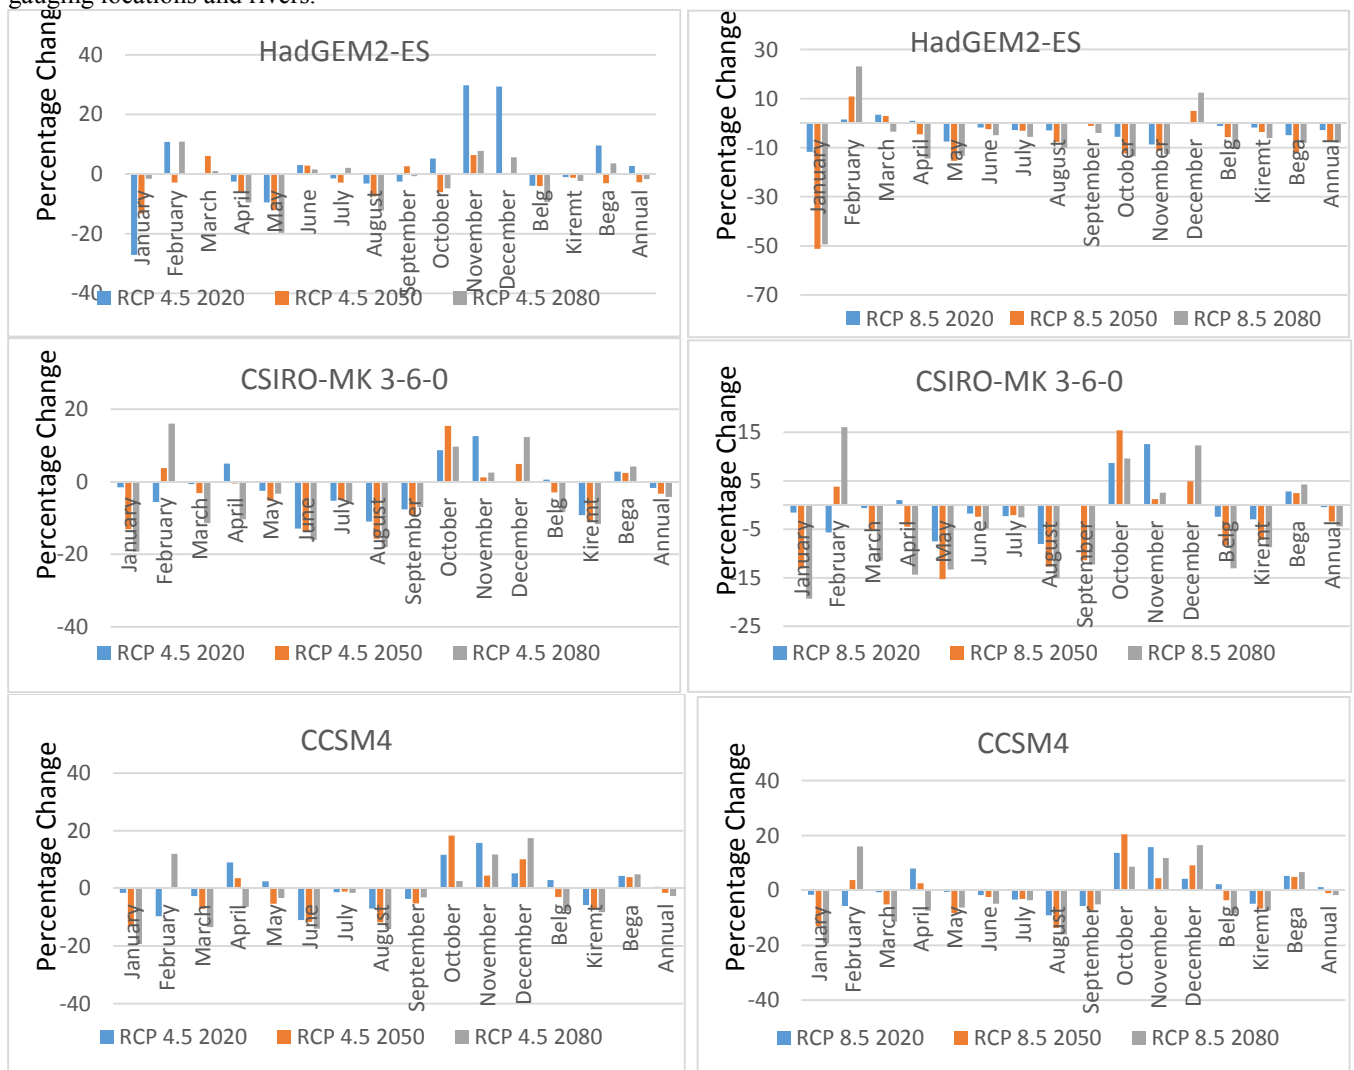 gauging locations and rivers.
HadGEM2-ES
Percentage Change
40
20
0
-20
-40
January
February
March
April
May
June
July
August
September
October
November
December
Belg
Kiremt
Bega
Annual
RCP 4.5 2020 RCP 4.5 2050 RCP 4.5 2080
HadGEM2-ES
Percentage Change
30
10
-10
-30
-50
-70
January
February
March
April
May
June
July
August
September
October
November
December
Belg
Kiremt
Bega
Annual
RCP 8.5 2020 RCP 8.5 2050 RCP 8.5 2080
CSIRO-MK 3-6-0
Percentage Change
20
0
-20
-40
January
February
March
April
May
June
July
August
September
October
November
December
Belg
Kiremt
Bega
Annual
RCP 4.5 2020 RCP 4.5 2050 RCP 4.5 2080
CSIRO-MK 3-6-0
Percentage Change
15
5
-5
-15
-25
January
February
March
April
May
June
July
August
September
October
November
December
Belg
Kiremt
Bega
Annual
RCP 8.5 2020 RCP 8.5 2050 RCP 8.5 2080
CCSM4
Percentage Change
40
20
0
-20
-40
January
February
March
April
May
June
July
August
September
October
November
December
Belg
Kiremt
Bega
Annual
RCP 4.5 2020 RCP 4.5 2050 RCP 4.5 2080
CCSM4
Percentage Change
40
20
0
-20
-40
January
February
March
April
May
June
July
August
September
October
November
December
Belg
Kiremt
Bega
Annual
RCP 8.5 2020 RCP 8.5 2050 RCP 8.5 2080